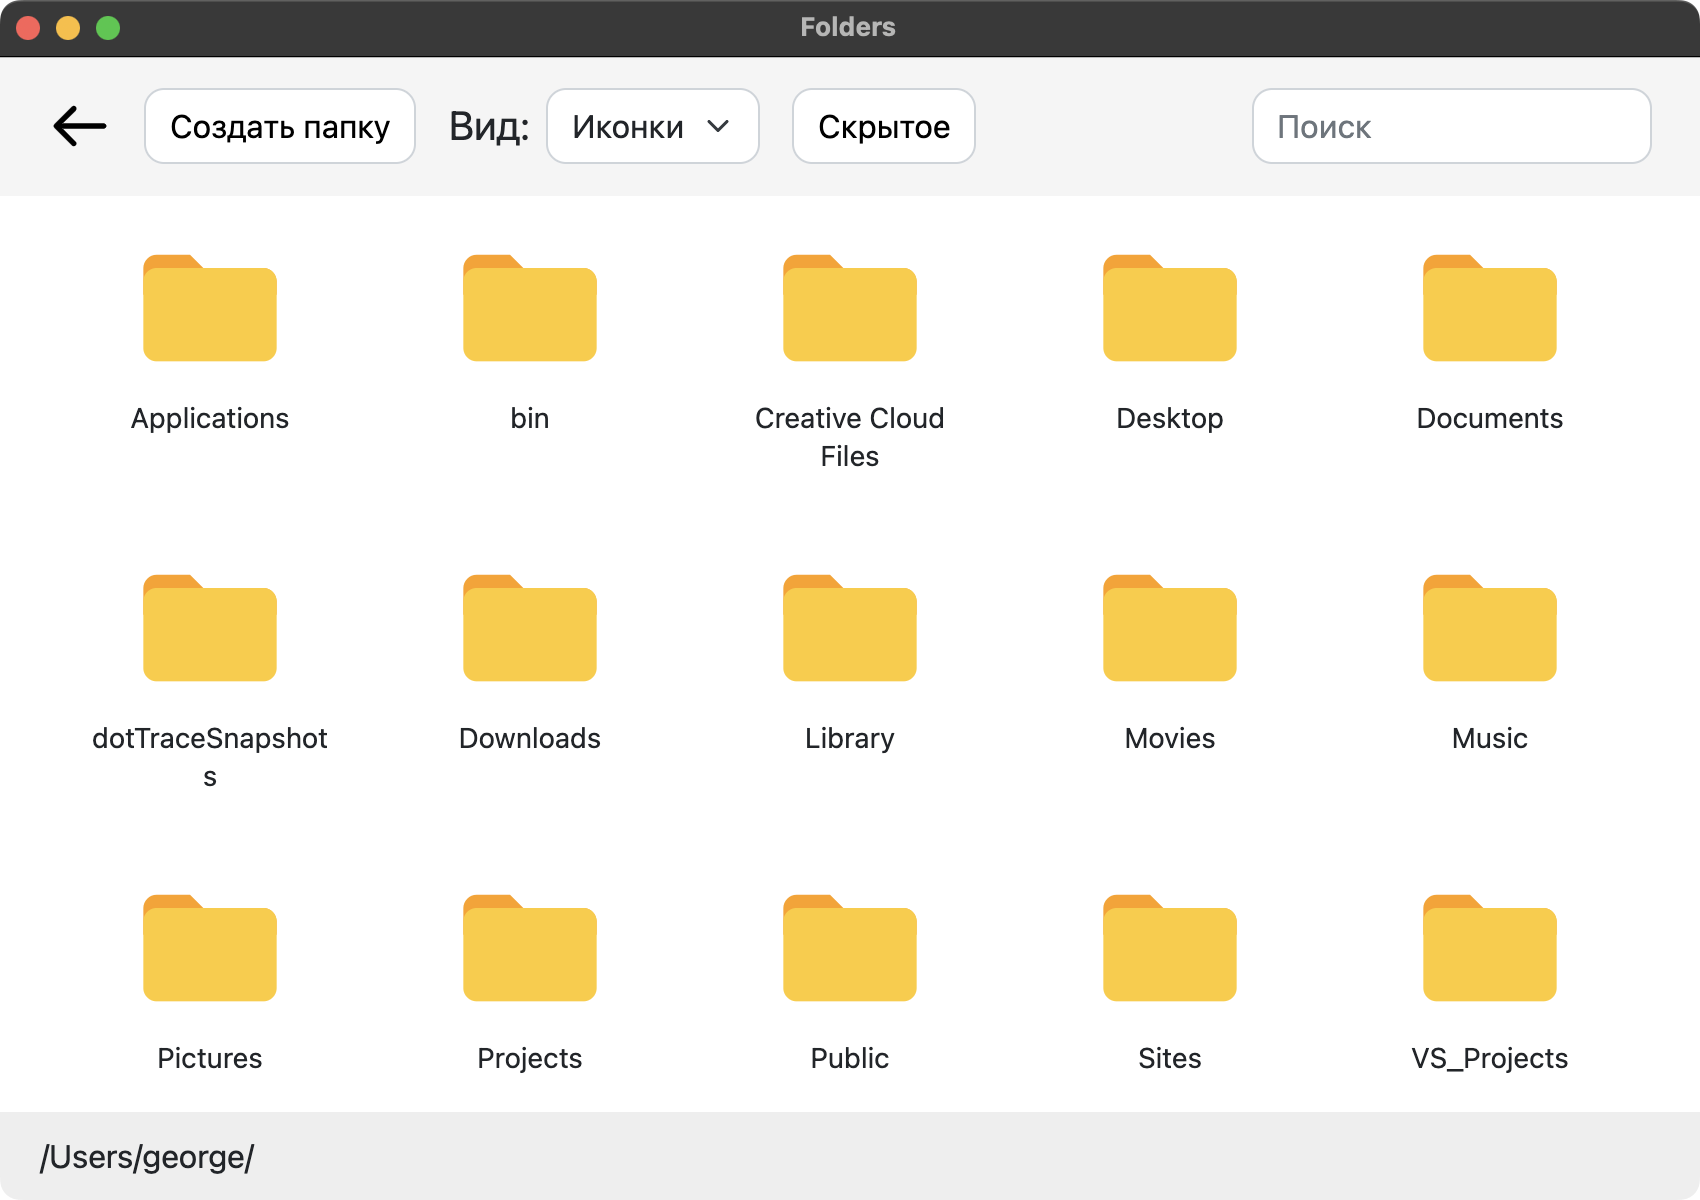 Folders
Создать папку
Вид:
Иконки
Скрытое
Поиск
Applications
bin
Creative Cloud
Files
Desktop
Documents
dotTraceSnapshot
s
Downloads
Library
Movies
Music
Pictures
Projects
Public
Sites
VS_Projects
/Users/george/